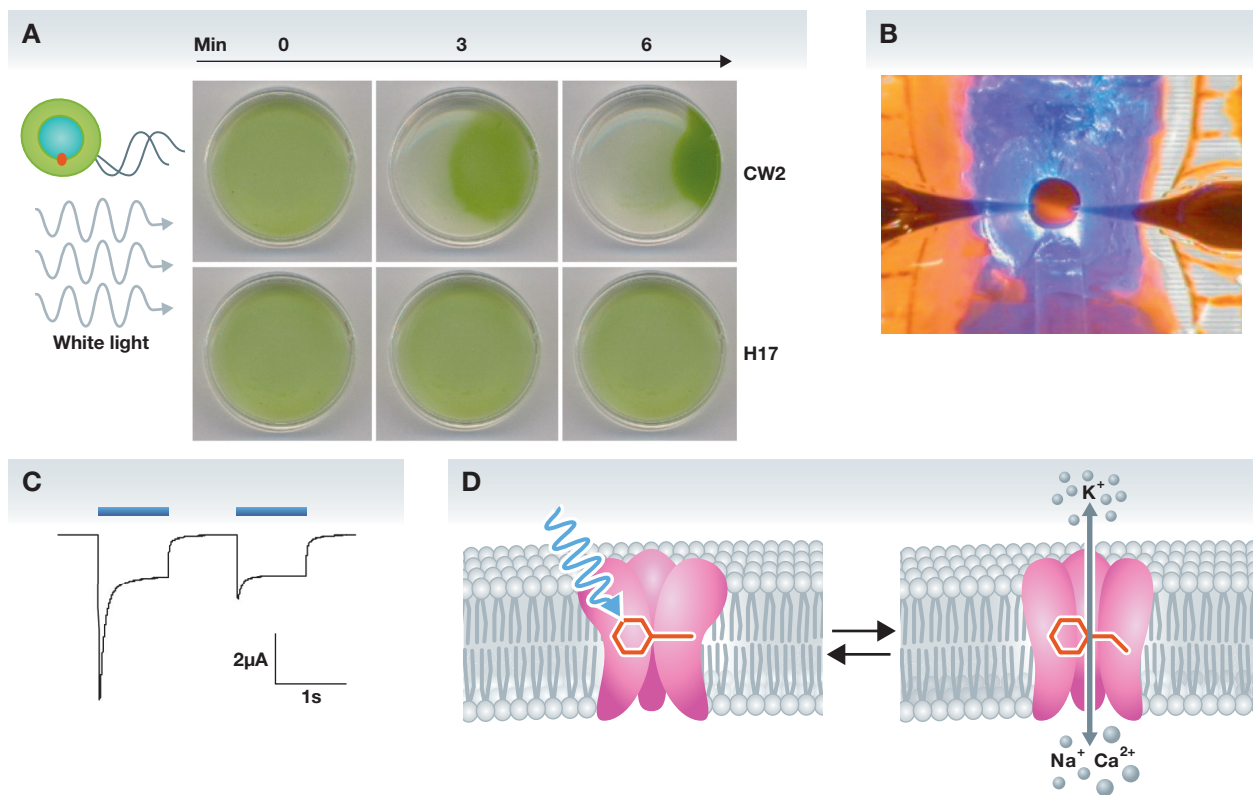 A
Min 0 3 6
CW2
White light
H17
B
C
2µA
1s
D
K⁺
Na⁺ Ca²⁺